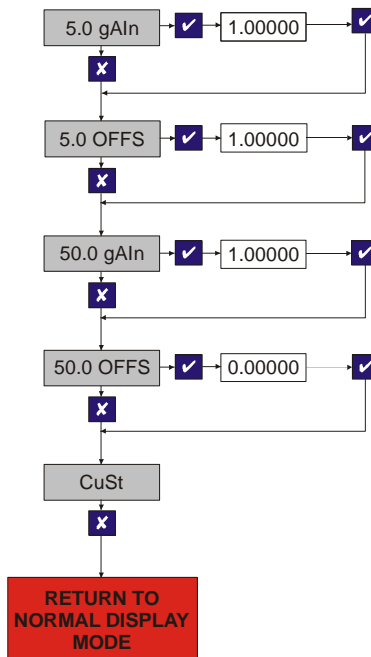 5.0 gAIn
1.00000
5.0 OFFS
1.00000
50.0 gAIn
1.00000
50.0 OFFS
0.00000
CuSt
RETURN TO
NORMAL DISPLAY
MODE